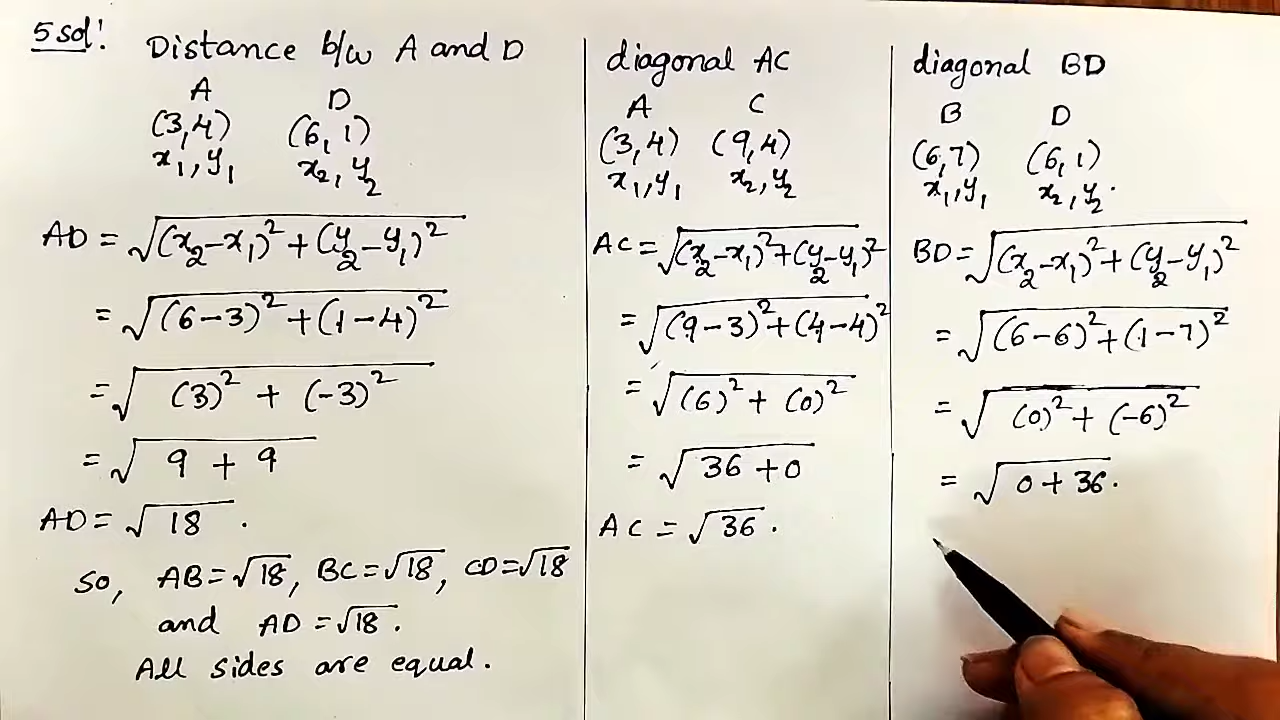 5 sol!
Distance b/w A and D
A D
(3,4) (6,1)
x₁,y₁ x₂,y₂
AD = √(x₂-x₁)² + (y₂-y₁)²
= √(6-3)² + (1-4)²
= √(3)² + (-3)²
= √9 + 9
AD = √18 .
So, AB = √18, BC = √18, CD = √18
and AD = √18.
All sides are equal.
diagonal AC
A C
(3,4) (9,4)
x₁,y₁ x₂,y₂
AC = √(x₂-x₁)² + (y₂-y₁)²
= √(9-3)² + (4-4)²
= √(6)² + (0)²
= √36 + 0
AC = √36 .
diagonal BD
B D
(6,7) (6,1)
x₁,y₁ x₂,y₂.
BD = √(x₂-x₁)² + (y₂-y₁)²
= √(6-6)² + (1-7)²
= √(0)² + (-6)²
= √0 + 36.